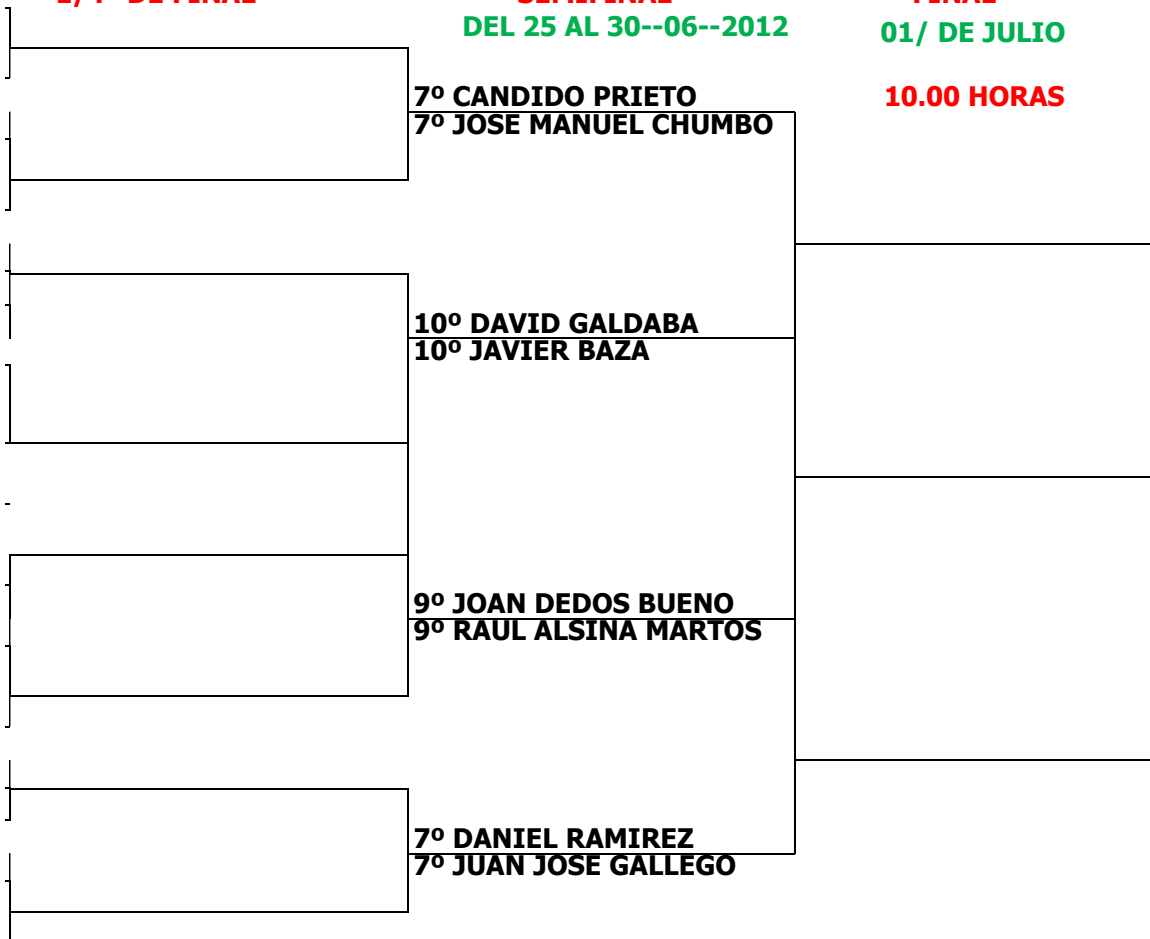 SEMIFINAL
FINAL
DEL 25 AL 30--06--2012
01/ DE JULIO
10.00 HORAS
7º CANDIDO PRIETO
7º JOSE MANUEL CHUMBO
10º DAVID GALDABA
10º JAVIER BAZA
9º JOAN DEDOS BUENO
9º RAUL ALSINA MARTOS
7º DANIEL RAMIREZ
7º JUAN JOSE GALLEGO